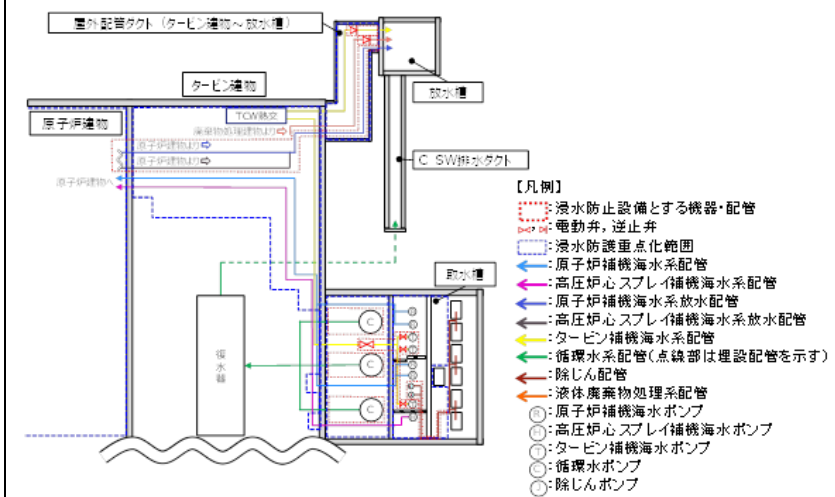 屋外配管ダクト（タービン建物～放水槽）
タービン建物
放水槽
原子炉建物
TCW熱交
廃棄物処理建物より⇨
原子炉建物より⇨
原子炉建物より⇨
原子炉建物へ
C SW排水ダクト
取水槽
復水器
C
C
C
【凡例】
:浸水防止設備とする機器・配管
:電動弁，逆止弁
:浸水防護重点化範囲
:原子炉補機海水系配管
:高圧炉心スプレイ補機海水系配管
:原子炉補機海水系放水配管
:高圧炉心スプレイ補機海水系放水配管
:タービン補機海水系配管
:循環水系配管(点線部は埋設配管を示す)
:除じん配管
:液体廃棄物処理系配管
R:原子炉補機海水ポンプ
H:高圧炉心スプレイ補機海水ポンプ
T:タービン補機海水ポンプ
C:循環水ポンプ
J:除じんポンプ